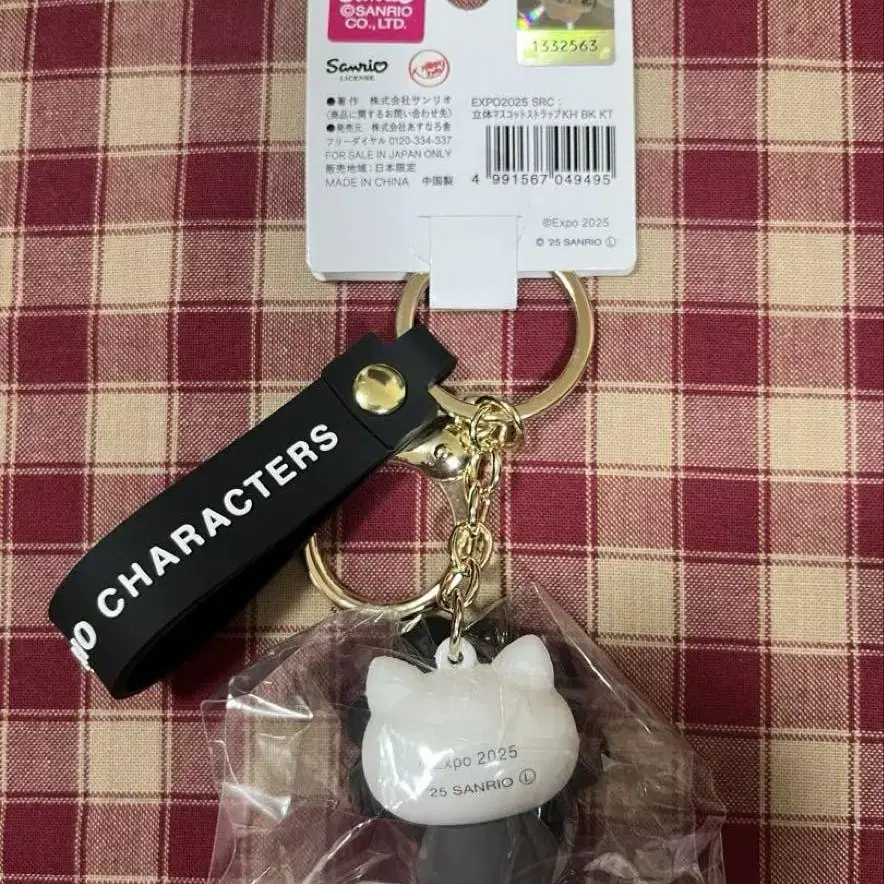 ©SANRIO
CO., LTD.
1332563
Sanrio
LICENSE
●著作 株式会社サンリオ
〈商品に関するお問い合わせ先〉
●発売元 株式会社あすなろ舎
フリーダイヤル 0120-334-337
FOR SALE IN JAPAN ONLY
販売地域：日本限定
MADE IN CHINA 中国製
EXPO2025 SRC：
立体マスコットストラップKH BK KT
4 991567 049495
©Expo 2025
© '25 SANRIO Ⓛ
CHARACTERS
Expo 2025
'25 SANRIO Ⓛ